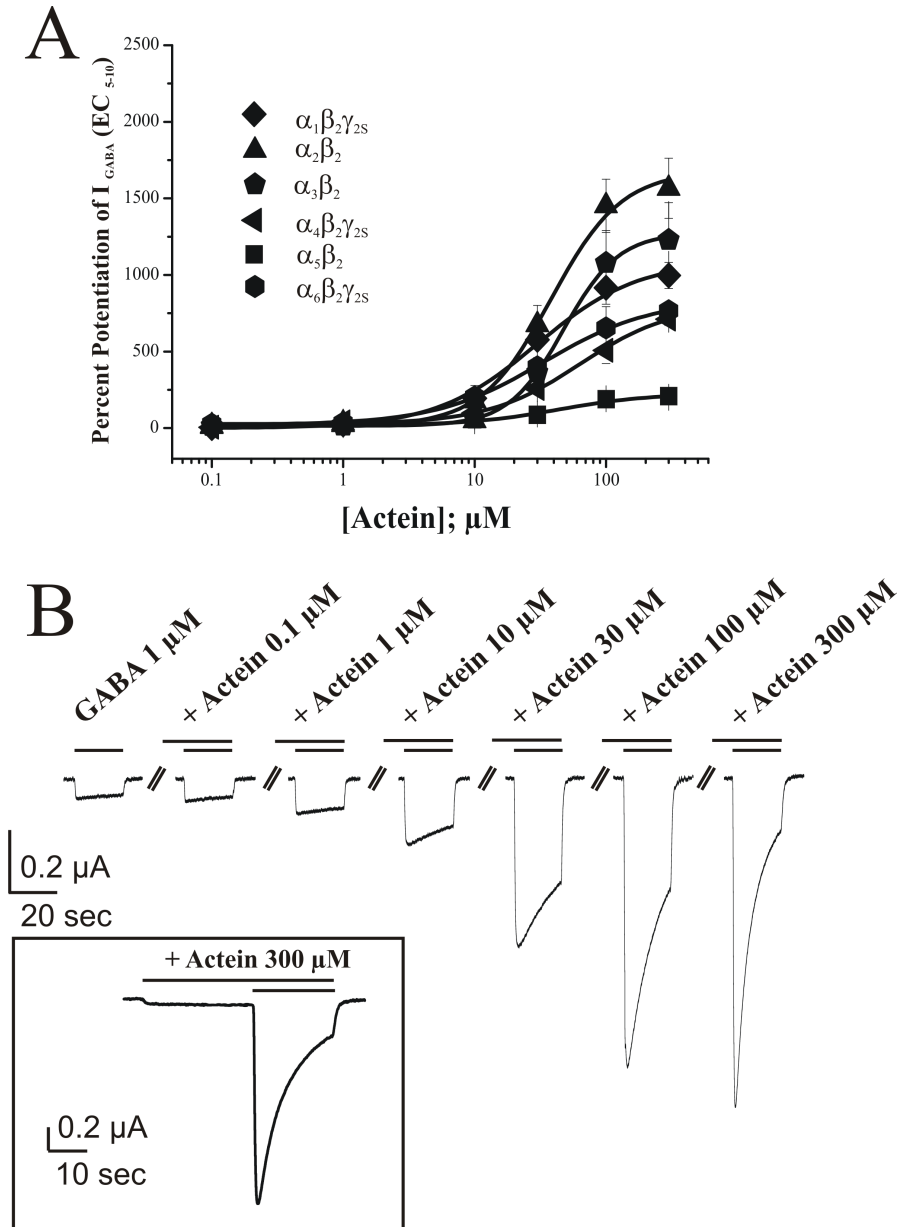 A
Percent Potentiation of I GABA (EC 5-10)
2500
2000
1500
1000
500
0
α1β2γ2S
α2β2
α3β2
α4β2γ2S
α5β2
α6β2γ2S
0.1 1 10 100
[Actein]; µM
B
GABA 1 µM
+ Actein 0.1 µM
+ Actein 1 µM
+ Actein 10 µM
+ Actein 30 µM
+ Actein 100 µM
+ Actein 300 µM
0.2 µA
20 sec
+ Actein 300 µM
0.2 µA
10 sec